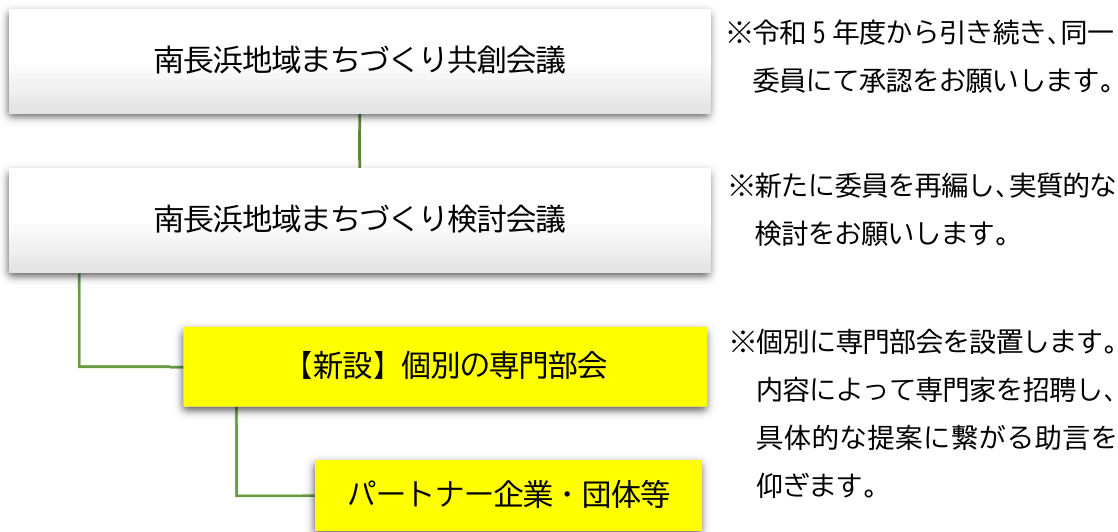 南長浜地域まちづくり共創会議
※令和５年度から引き続き、同一
委員にて承認をお願いします。
南長浜地域まちづくり検討会議
※新たに委員を再編し、実質的な
検討をお願いします。
【新設】個別の専門部会
※個別に専門部会を設置します。
内容によって専門家を招聘し、
具体的な提案に繋がる助言を
仰ぎます。
パートナー企業・団体等